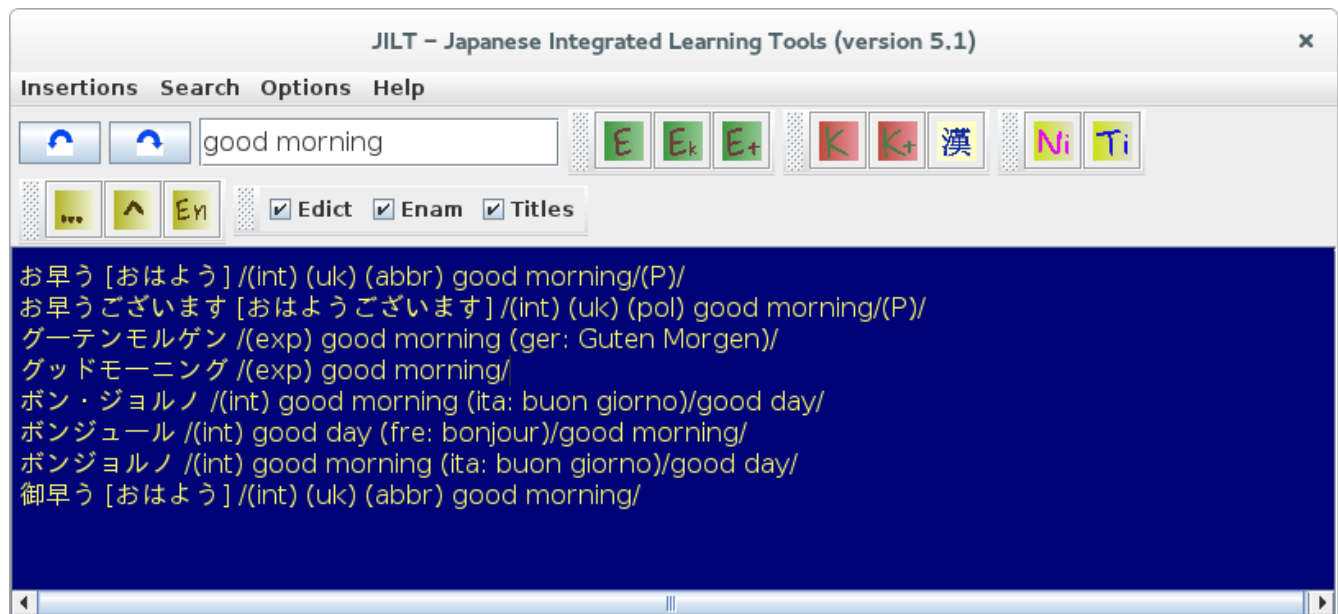 JILT – Japanese Integrated Learning Tools (version 5.1)
Insertions Search Options Help
good morning E Ek E+ K K+ 漢 Ni Ti
... ^ En Edict Enam Titles
お早う [おはよう] /(int) (uk) (abbr) good morning/(P)/
お早うございます [おはようございます] /(int) (uk) (pol) good morning/(P)/
グーテンモルゲン /(exp) good morning (ger: Guten Morgen)/
グッドモーニング /(exp) good morning/
ボン・ジョルノ /(int) good morning (ita: buon giorno)/good day/
ボンジュール /(int) good day (fre: bonjour)/good morning/
ボンジョルノ /(int) good morning (ita: buon giorno)/good day/
御早う [おはよう] /(int) (uk) (abbr) good morning/